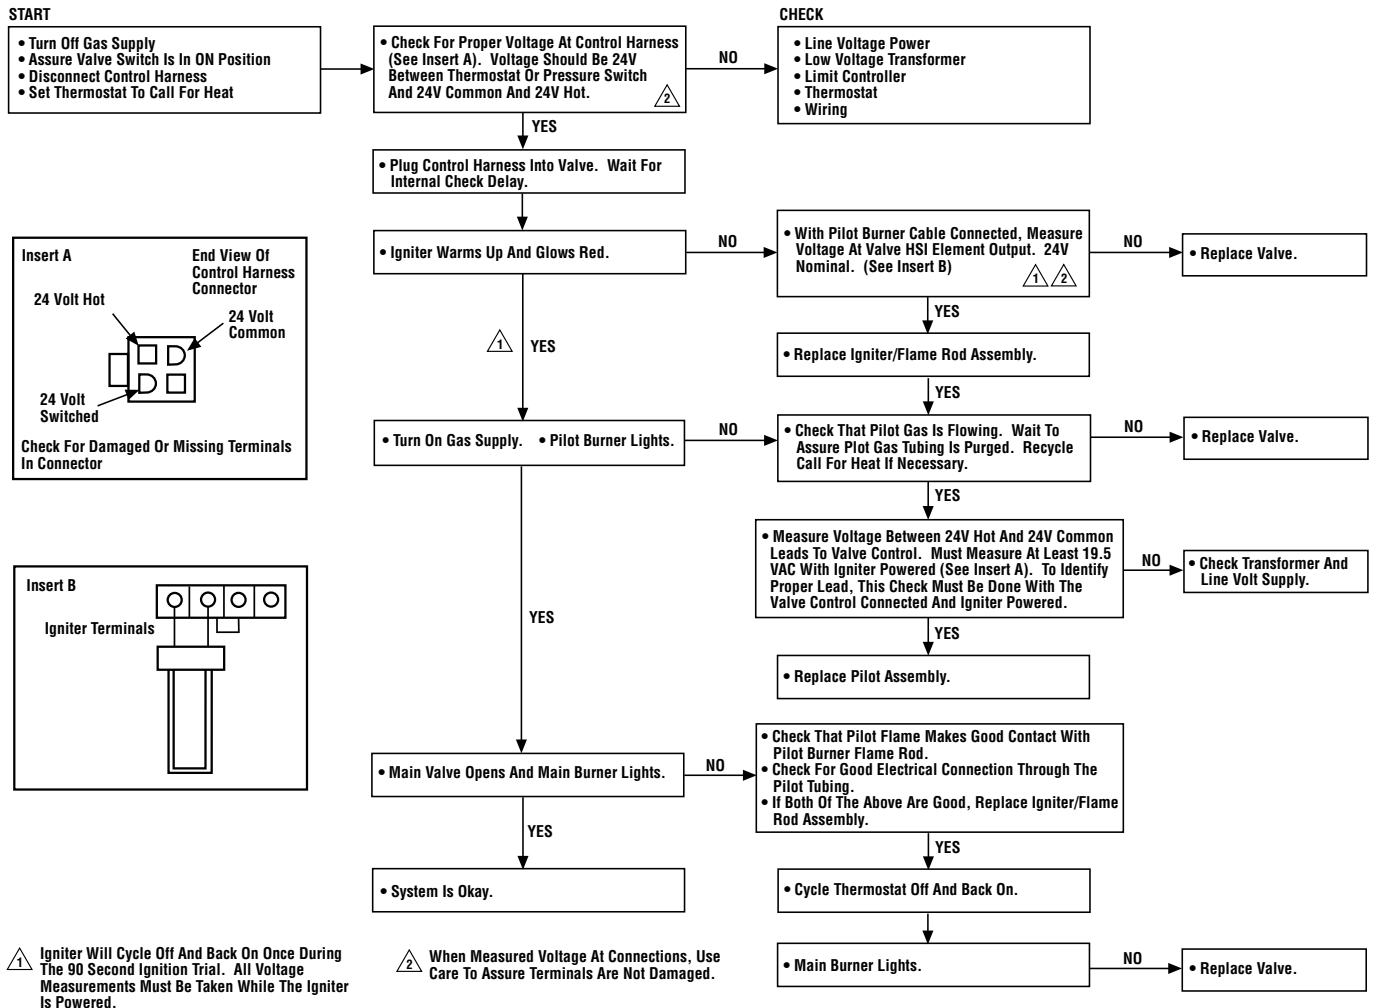 START
• Turn Off Gas Supply
• Assure Valve Switch Is In ON Position
• Disconnect Control Harness
• Set Thermostat To Call For Heat
• Check For Proper Voltage At Control Harness
(See Insert A). Voltage Should Be 24V
Between Thermostat Or Pressure Switch
And 24V Common And 24V Hot.
2
NO
CHECK
• Line Voltage Power
• Low Voltage Transformer
• Limit Controller
• Thermostat
• Wiring
YES
• Plug Control Harness Into Valve. Wait For
Internal Check Delay.
• Igniter Warms Up And Glows Red.
NO
• With Pilot Burner Cable Connected, Measure
Voltage At Valve HSI Element Output. 24V
Nominal. (See Insert B)
1 2
NO
• Replace Valve.
YES
• Replace Igniter/Flame Rod Assembly.
YES
1
YES
• Turn On Gas Supply. • Pilot Burner Lights.
NO
• Check That Pilot Gas Is Flowing. Wait To
Assure Plot Gas Tubing Is Purged. Recycle
Call For Heat If Necessary.
NO
• Replace Valve.
YES
• Measure Voltage Between 24V Hot And 24V Common
Leads To Valve Control. Must Measure At Least 19.5
VAC With Igniter Powered (See Insert A). To Identify
Proper Lead, This Check Must Be Done With The
Valve Control Connected And Igniter Powered.
NO
• Check Transformer And
Line Volt Supply.
YES
• Replace Pilot Assembly.
YES
• Main Valve Opens And Main Burner Lights.
NO
• Check That Pilot Flame Makes Good Contact With
Pilot Burner Flame Rod.
• Check For Good Electrical Connection Through The
Pilot Tubing.
• If Both Of The Above Are Good, Replace Igniter/Flame
Rod Assembly.
YES
• System Is Okay.
YES
• Cycle Thermostat Off And Back On.
• Main Burner Lights.
NO
• Replace Valve.
Insert A
End View Of
Control Harness
Connector
24 Volt Hot
24 Volt
Common
24 Volt
Switched
Check For Damaged Or Missing Terminals
In Connector
Insert B
Igniter Terminals
1 Igniter Will Cycle Off And Back On Once During
The 90 Second Ignition Trial. All Voltage
Measurements Must Be Taken While The Igniter
Is Powered.
2 When Measured Voltage At Connections, Use
Care To Assure Terminals Are Not Damaged.